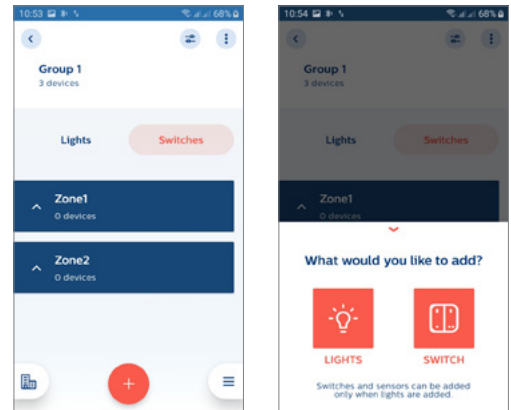 10:53
68%
Group 1
3 devices
Lights
Switches
Zone1
0 devices
Zone2
0 devices
10:54
68%
Group 1
3 devices
Lights
Switches
Zone1
0 devices
What would you like to add?
LIGHTS
SWITCH
Switches and sensors can be added
only when lights are added.